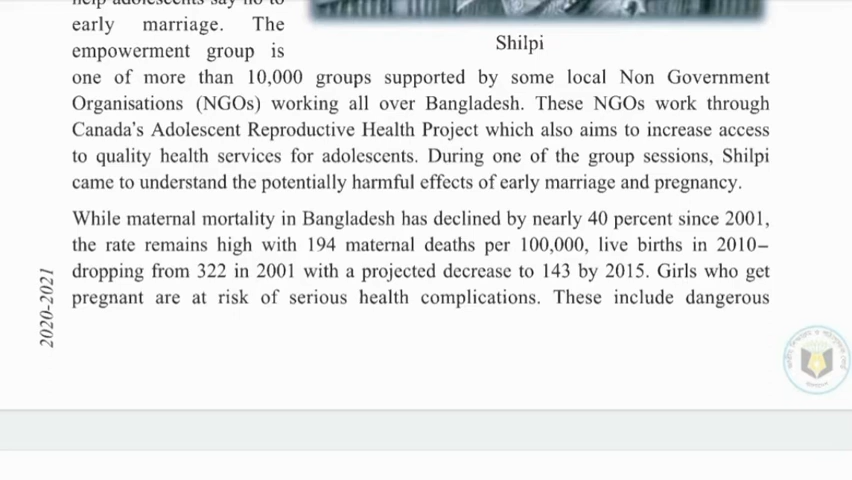 help adolescents say no to
early marriage. The
empowerment group is
Shilpi
one of more than 10,000 groups supported by some local Non Government
Organisations (NGOs) working all over Bangladesh. These NGOs work through
Canada's Adolescent Reproductive Health Project which also aims to increase access
to quality health services for adolescents. During one of the group sessions, Shilpi
came to understand the potentially harmful effects of early marriage and pregnancy.
While maternal mortality in Bangladesh has declined by nearly 40 percent since 2001,
the rate remains high with 194 maternal deaths per 100,000, live births in 2010–
dropping from 322 in 2001 with a projected decrease to 143 by 2015. Girls who get
pregnant are at risk of serious health complications. These include dangerous
2020-2021